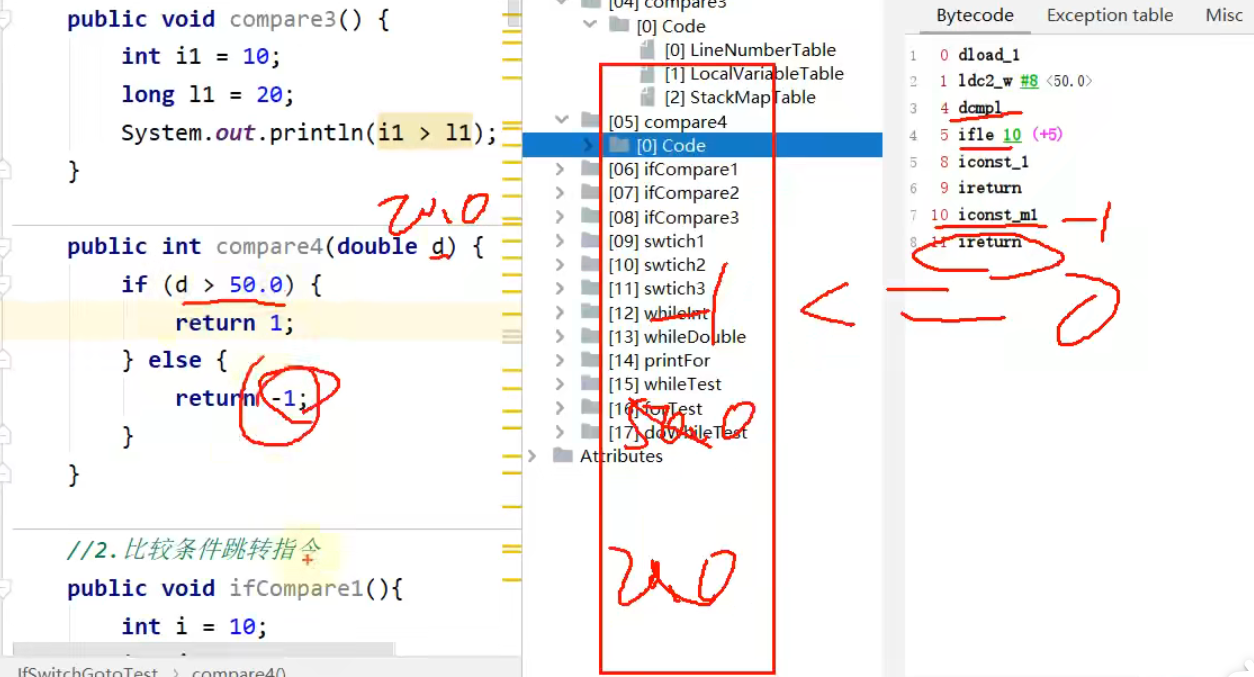 public void compare3() {
int i1 = 10;
long l1 = 20;
System.out.println(i1 > l1);
}
20.0
public int compare4(double d) {
if (d > 50.0) {
return 1;
} else {
return -1;
}
}
//2.比较条件跳转指令
public void ifCompare1(){
int i = 10;
IfSwitchGotoTest > compare4()
[04] compare3
[0] Code
[0] LineNumberTable
[1] LocalVariableTable
[2] StackMapTable
[05] compare4
[0] Code
[06] ifCompare1
[07] ifCompare2
[08] ifCompare3
[09] swtich1
[10] swtich2
[11] swtich3
[12] whileInt
[13] whileDouble
[14] printFor
[15] whileTest
[16] forTest
[17] doWhileTest
Attributes
-1 < = 0
50.0
20.0
Bytecode Exception table Misc
1 0 dload_1
2 1 ldc2_w #8 <50.0>
3 4 dcmpl
4 5 ifle 10 (+5)
5 8 iconst_1
6 9 ireturn
7 10 iconst_m1 -1
8 11 ireturn